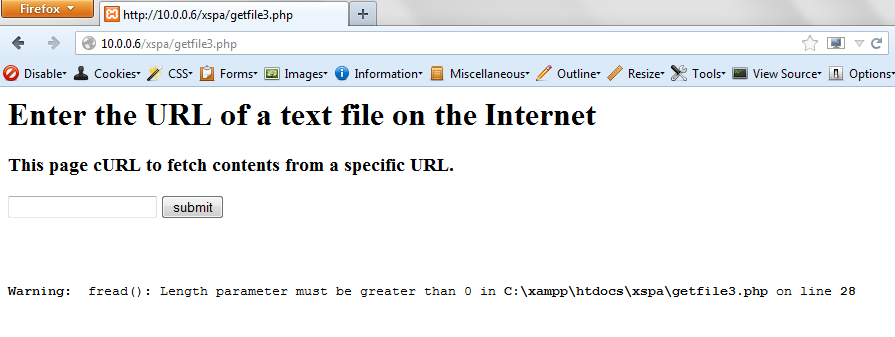 Firefox
http://10.0.0.6/xspa/getfile3.php
10.0.0.6/xspa/getfile3.php
Disable Cookies CSS Forms Images Information Miscellaneous Outline Resize Tools View Source Options
Enter the URL of a text file on the Internet
This page cURL to fetch contents from a specific URL.
submit
Warning: fread(): Length parameter must be greater than 0 in C:\xampp\htdocs\xspa\getfile3.php on line 28